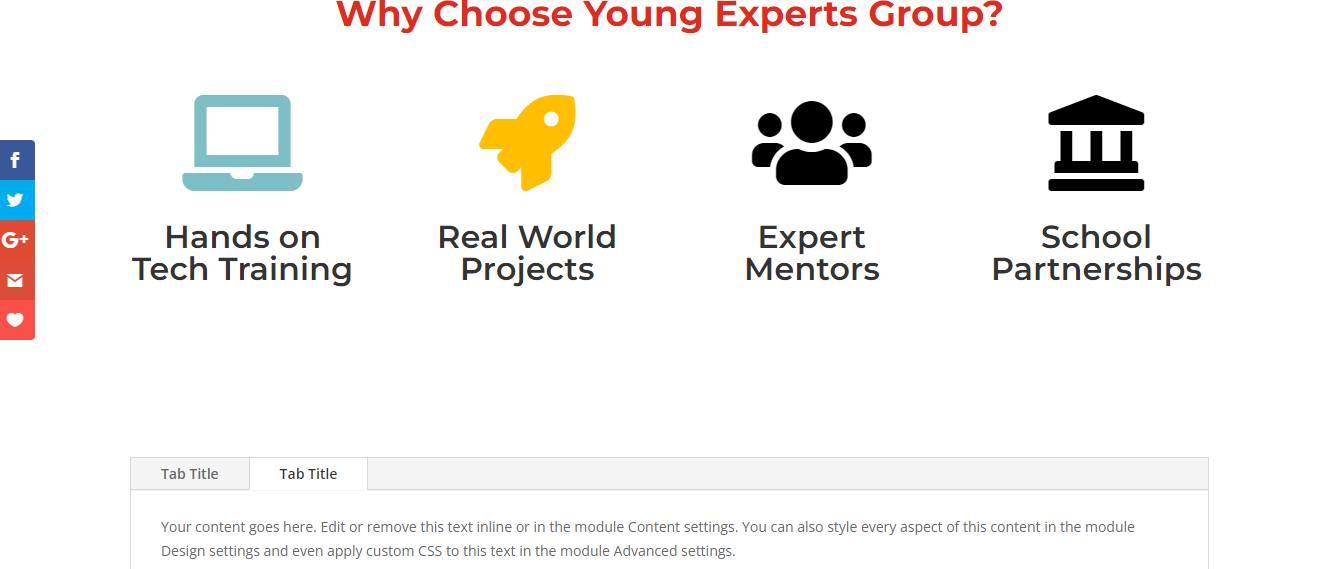 Why Choose Young Experts Group?
Hands on
Tech Training
Real World
Projects
Expert
Mentors
School
Partnerships
Tab Title
Tab Title
Your content goes here. Edit or remove this text inline or in the module Content settings. You can also style every aspect of this content in the module
Design settings and even apply custom CSS to this text in the module Advanced settings.